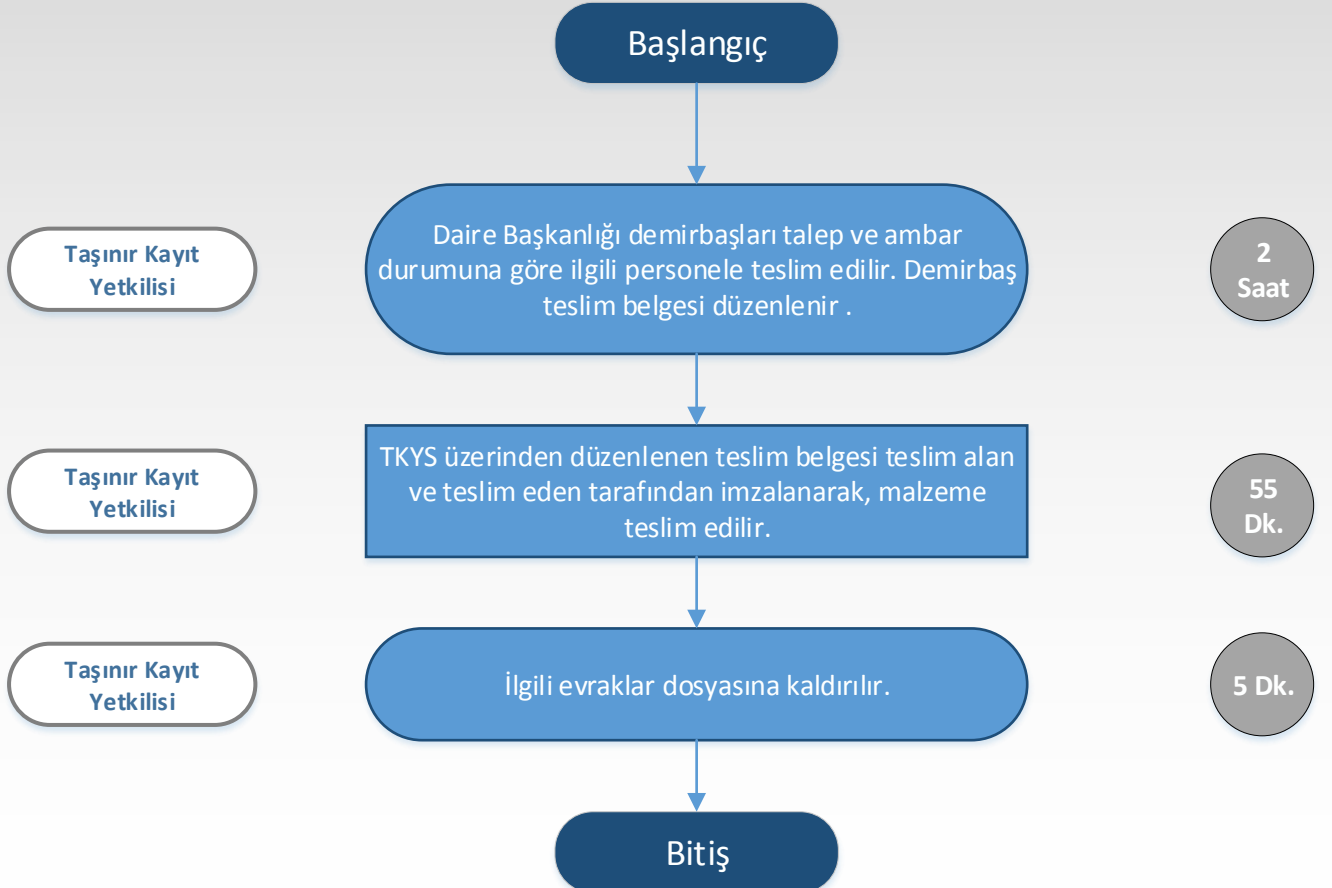 Başlangıç
Taşınır Kayıt
Yetkilisi
Daire Başkanlığı demirbaşları talep ve ambar
durumuna göre ilgili personele teslim edilir. Demirbaş
teslim belgesi düzenlenir .
2
Saat
Taşınır Kayıt
Yetkilisi
TKYS üzerinden düzenlenen teslim belgesi teslim alan
ve teslim eden tarafından imzalanarak, malzeme
teslim edilir.
55
Dk.
Taşınır Kayıt
Yetkilisi
İlgili evraklar dosyasına kaldırılır.
5 Dk.
Bitiş